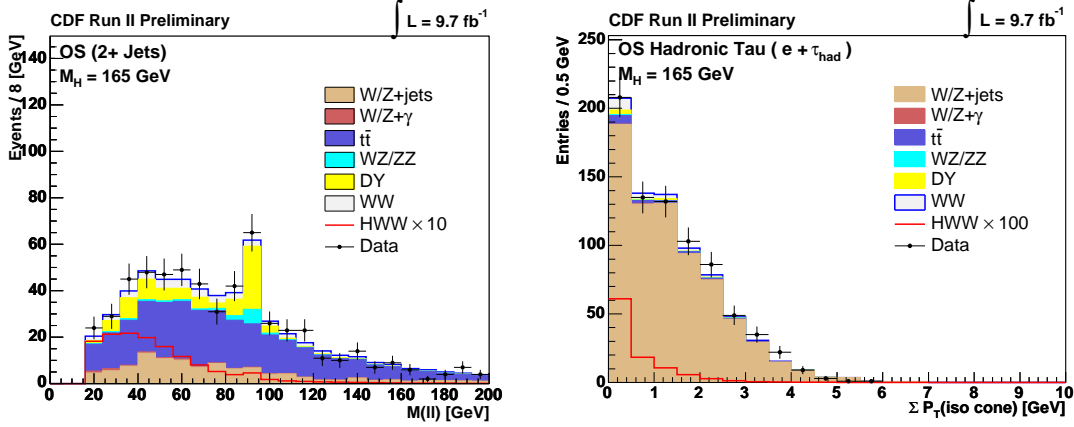 CDF Run II Preliminary
∫ L = 9.7 fb⁻¹
OS (2+ Jets)
M_H = 165 GeV
W/Z+jets
W/Z+γ
tt̄
WZ/ZZ
DY
WW
HWW × 10
Data
Events / 8 [GeV]
140
120
100
80
60
40
20
0
0 20 40 60 80 100 120 140 160 180 200
M(ll) [GeV]
CDF Run II Preliminary
∫ L = 9.7 fb⁻¹
OS Hadronic Tau ( e + τ_had )
M_H = 165 GeV
W/Z+jets
W/Z+γ
tt̄
WZ/ZZ
DY
WW
HWW × 100
Data
Entries / 0.5 GeV
250
200
150
100
50
0
0 1 2 3 4 5 6 7 8 9 10
Σ P_T(iso cone) [GeV]